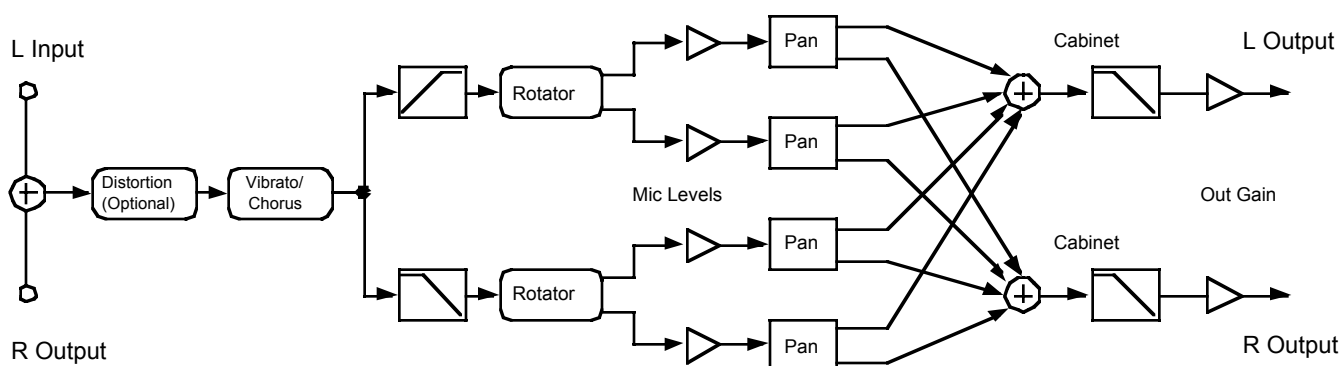 L Input
R Output
Distortion
(Optional)
Vibrato/
Chorus
Rotator
Rotator
Pan
Pan
Mic Levels
Pan
Pan
Cabinet
Cabinet
L Output
Out Gain
R Output